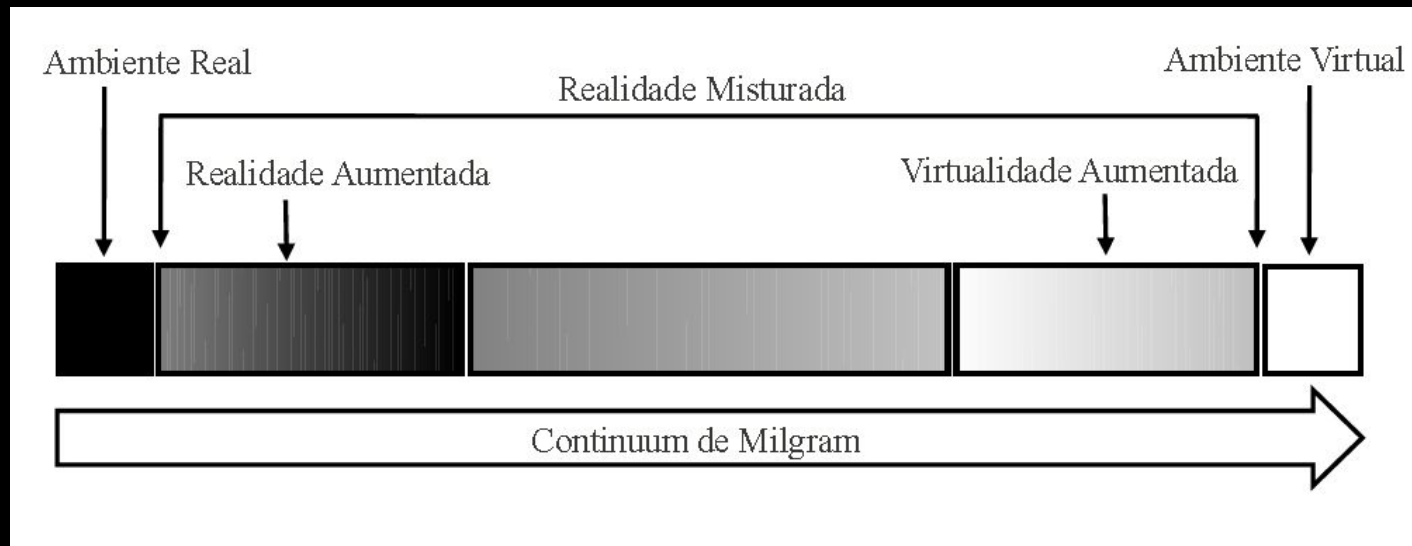 Ambiente Real
Ambiente Virtual
Realidade Misturada
Realidade Aumentada
Virtualidade Aumentada
Continuum de Milgram